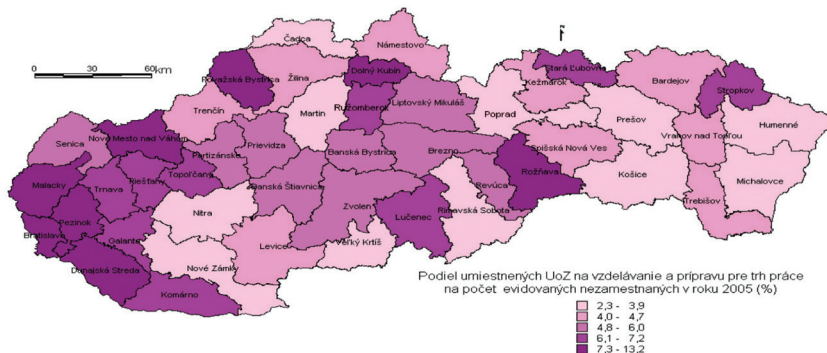 N
0 30 60 km
Čadca
Námestovo
Považská Bystrica
Žilina
Dolný Kubín
Stará Ľubovňa
Kežmarok
Bardejov
Stropkov
Trenčín
Martin
Ružomberok
Liptovský Mikuláš
Poprad
Prešov
Humenné
Senica
Nové Mesto nad Váhom
Partizánske
Prievidza
Banská Bystrica
Brezno
Spišská Nová Ves
Vranov nad Topľou
Malacky
Trnava
Piešťany
Topoľčany
Banská Štiavnica
Zvolen
Revúca
Rožňava
Košice
Michalovce
Pezinok
Nitra
Lučenec
Rimavská Sobota
Trebišov
Bratislava
Galanta
Levice
Veľký Krtíš
Dunajská Streda
Nové Zámk
Komárno
Podiel umiestnených UoZ na vzdelávanie a prípravu pre trh práce
na počet evidovaných nezamestnaných v roku 2005 (%)
2,3 - 3,9
4,0 - 4,7
4,8 - 6,0
6,1 - 7,2
7,3 - 13,2